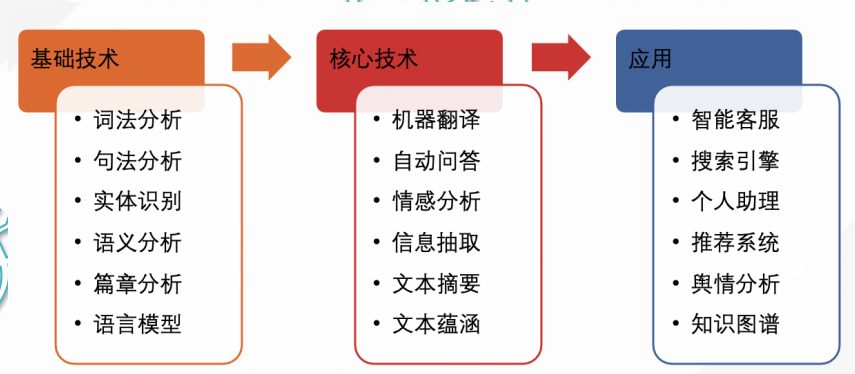 基础技术
• 词法分析
• 句法分析
• 实体识别
• 语义分析
• 篇章分析
• 语言模型
核心技术
• 机器翻译
• 自动问答
• 情感分析
• 信息抽取
• 文本摘要
• 文本蕴涵
应用
• 智能客服
• 搜索引擎
• 个人助理
• 推荐系统
• 舆情分析
• 知识图谱